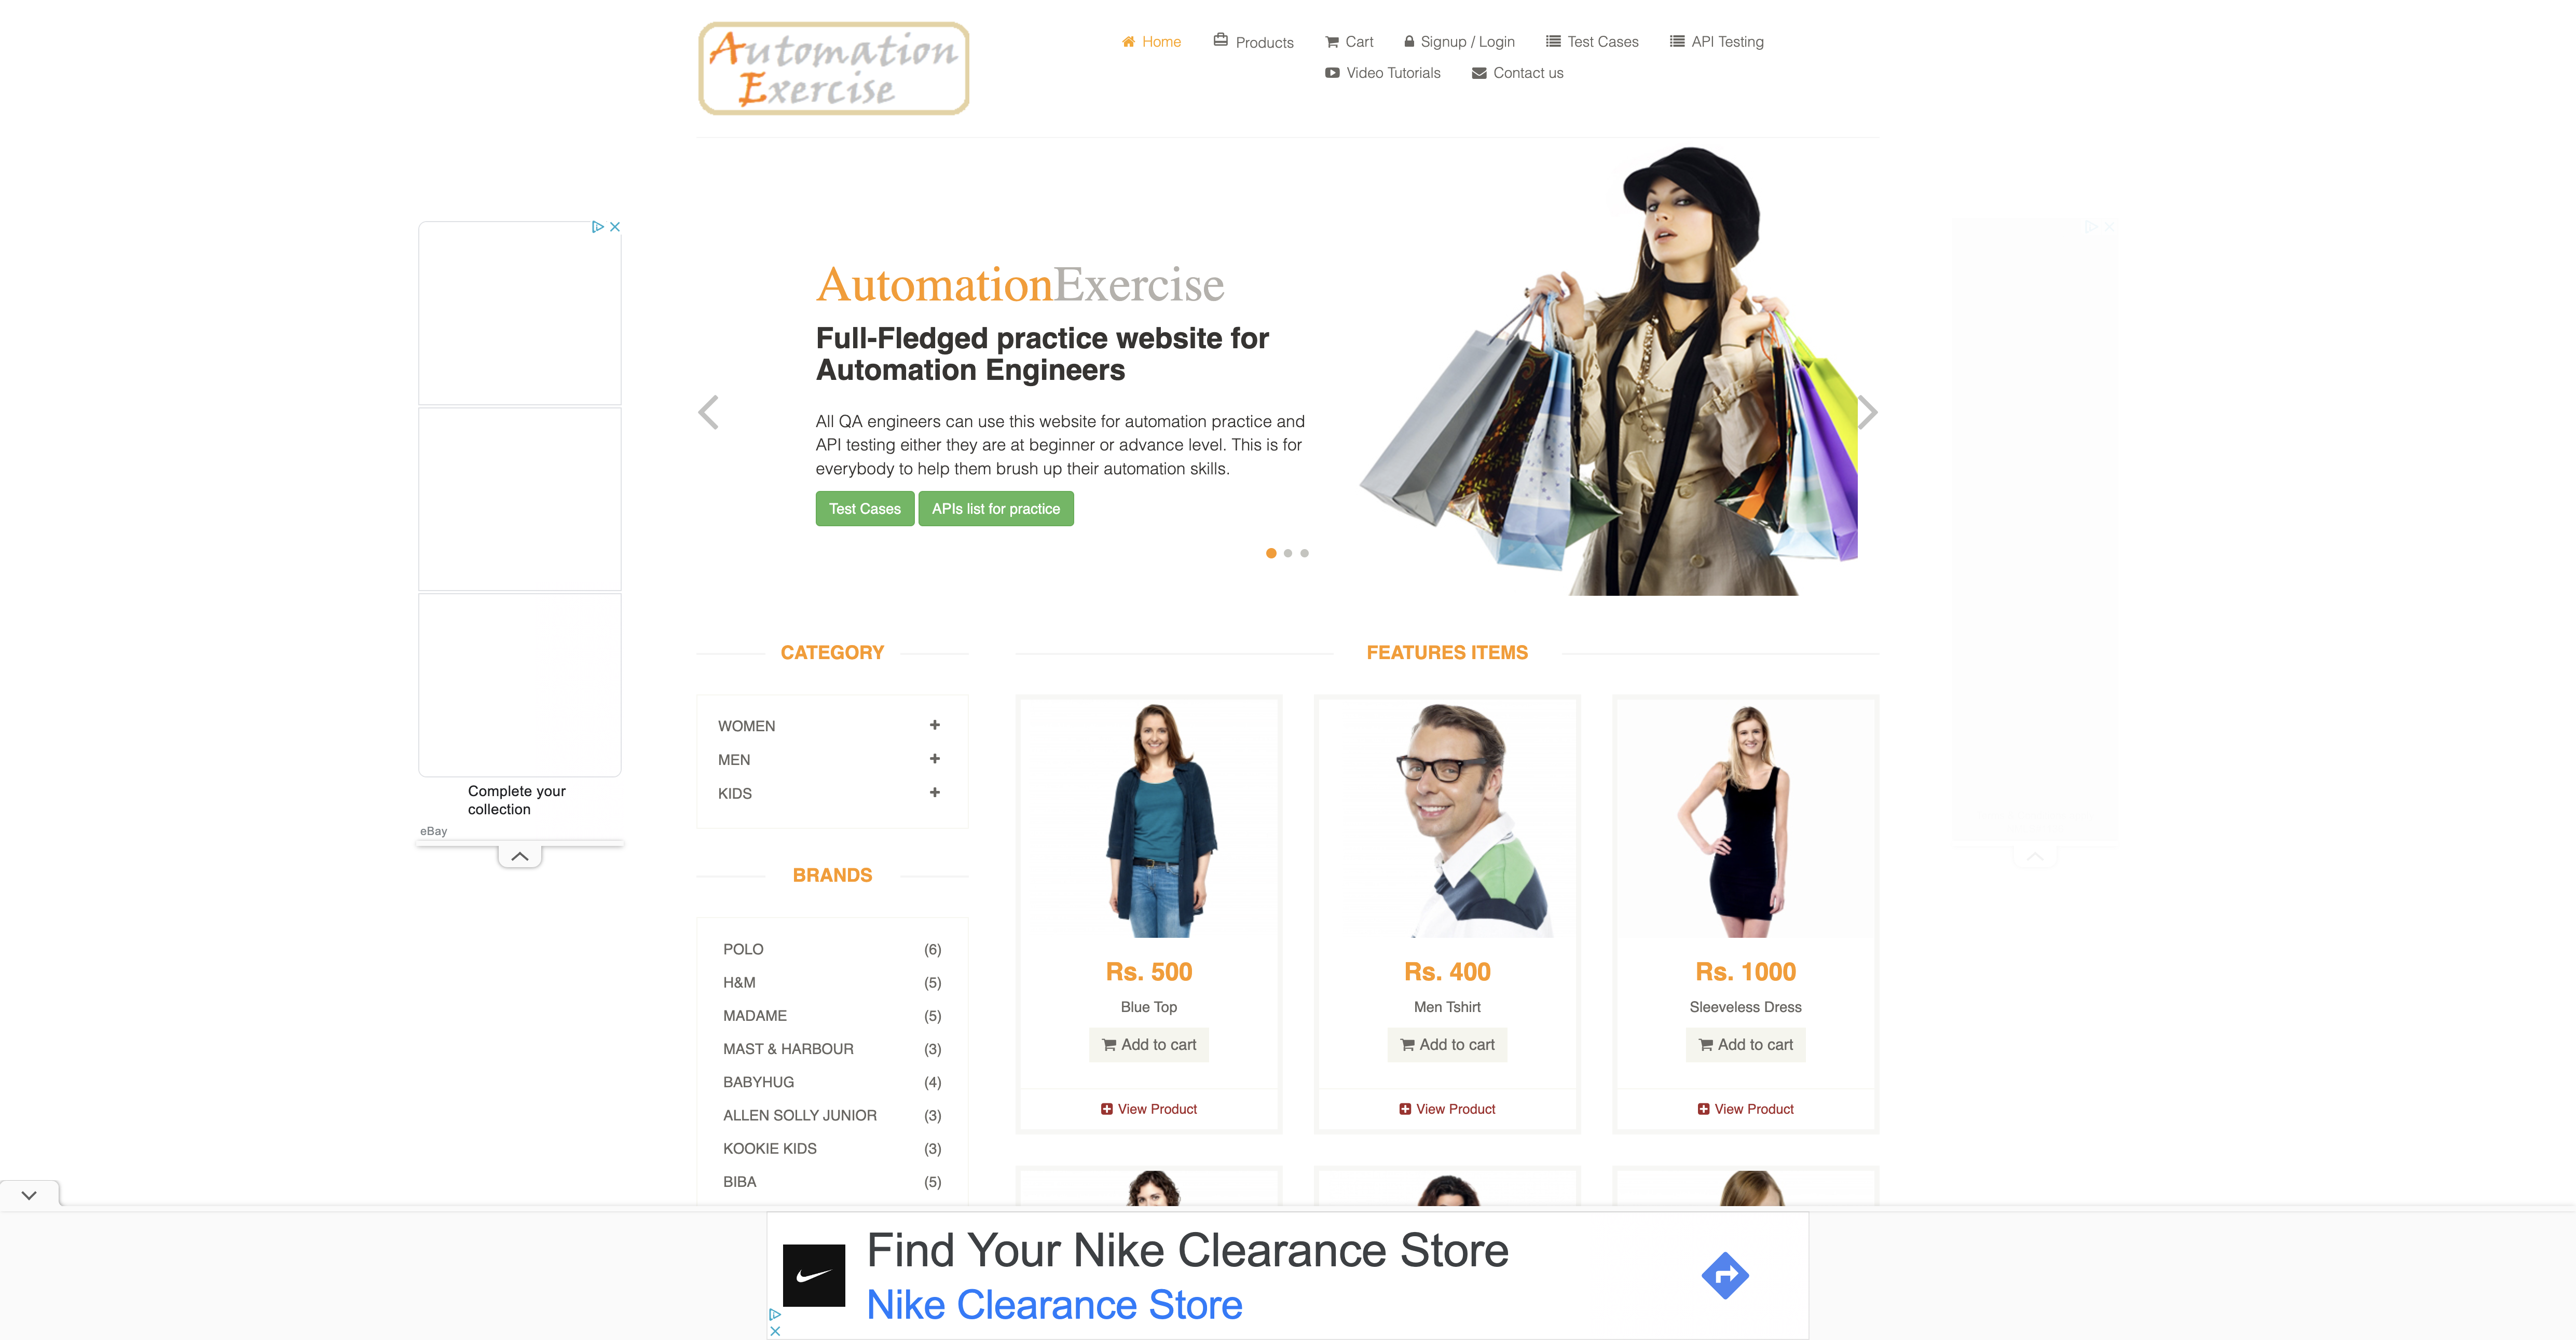 Automation
Exercise
Home
Products
Cart
Signup / Login
Test Cases
API Testing
Video Tutorials
Contact us
AutomationExercise
Full-Fledged practice website for
Automation Engineers
All QA engineers can use this website for automation practice and
API testing either they are at beginner or advance level. This is for
everybody to help them brush up their automation skills.
Test Cases
APIs list for practice
Complete your
collection
eBay
CATEGORY
WOMEN
MEN
KIDS
BRANDS
POLO (6)
H&M (5)
MADAME (5)
MAST & HARBOUR (3)
BABYHUG (4)
ALLEN SOLLY JUNIOR (3)
KOOKIE KIDS (3)
BIBA (5)
FEATURES ITEMS
Rs. 500
Blue Top
Add to cart
View Product
Rs. 400
Men Tshirt
Add to cart
View Product
Rs. 1000
Sleeveless Dress
Add to cart
View Product
Find Your Nike Clearance Store
Nike Clearance Store